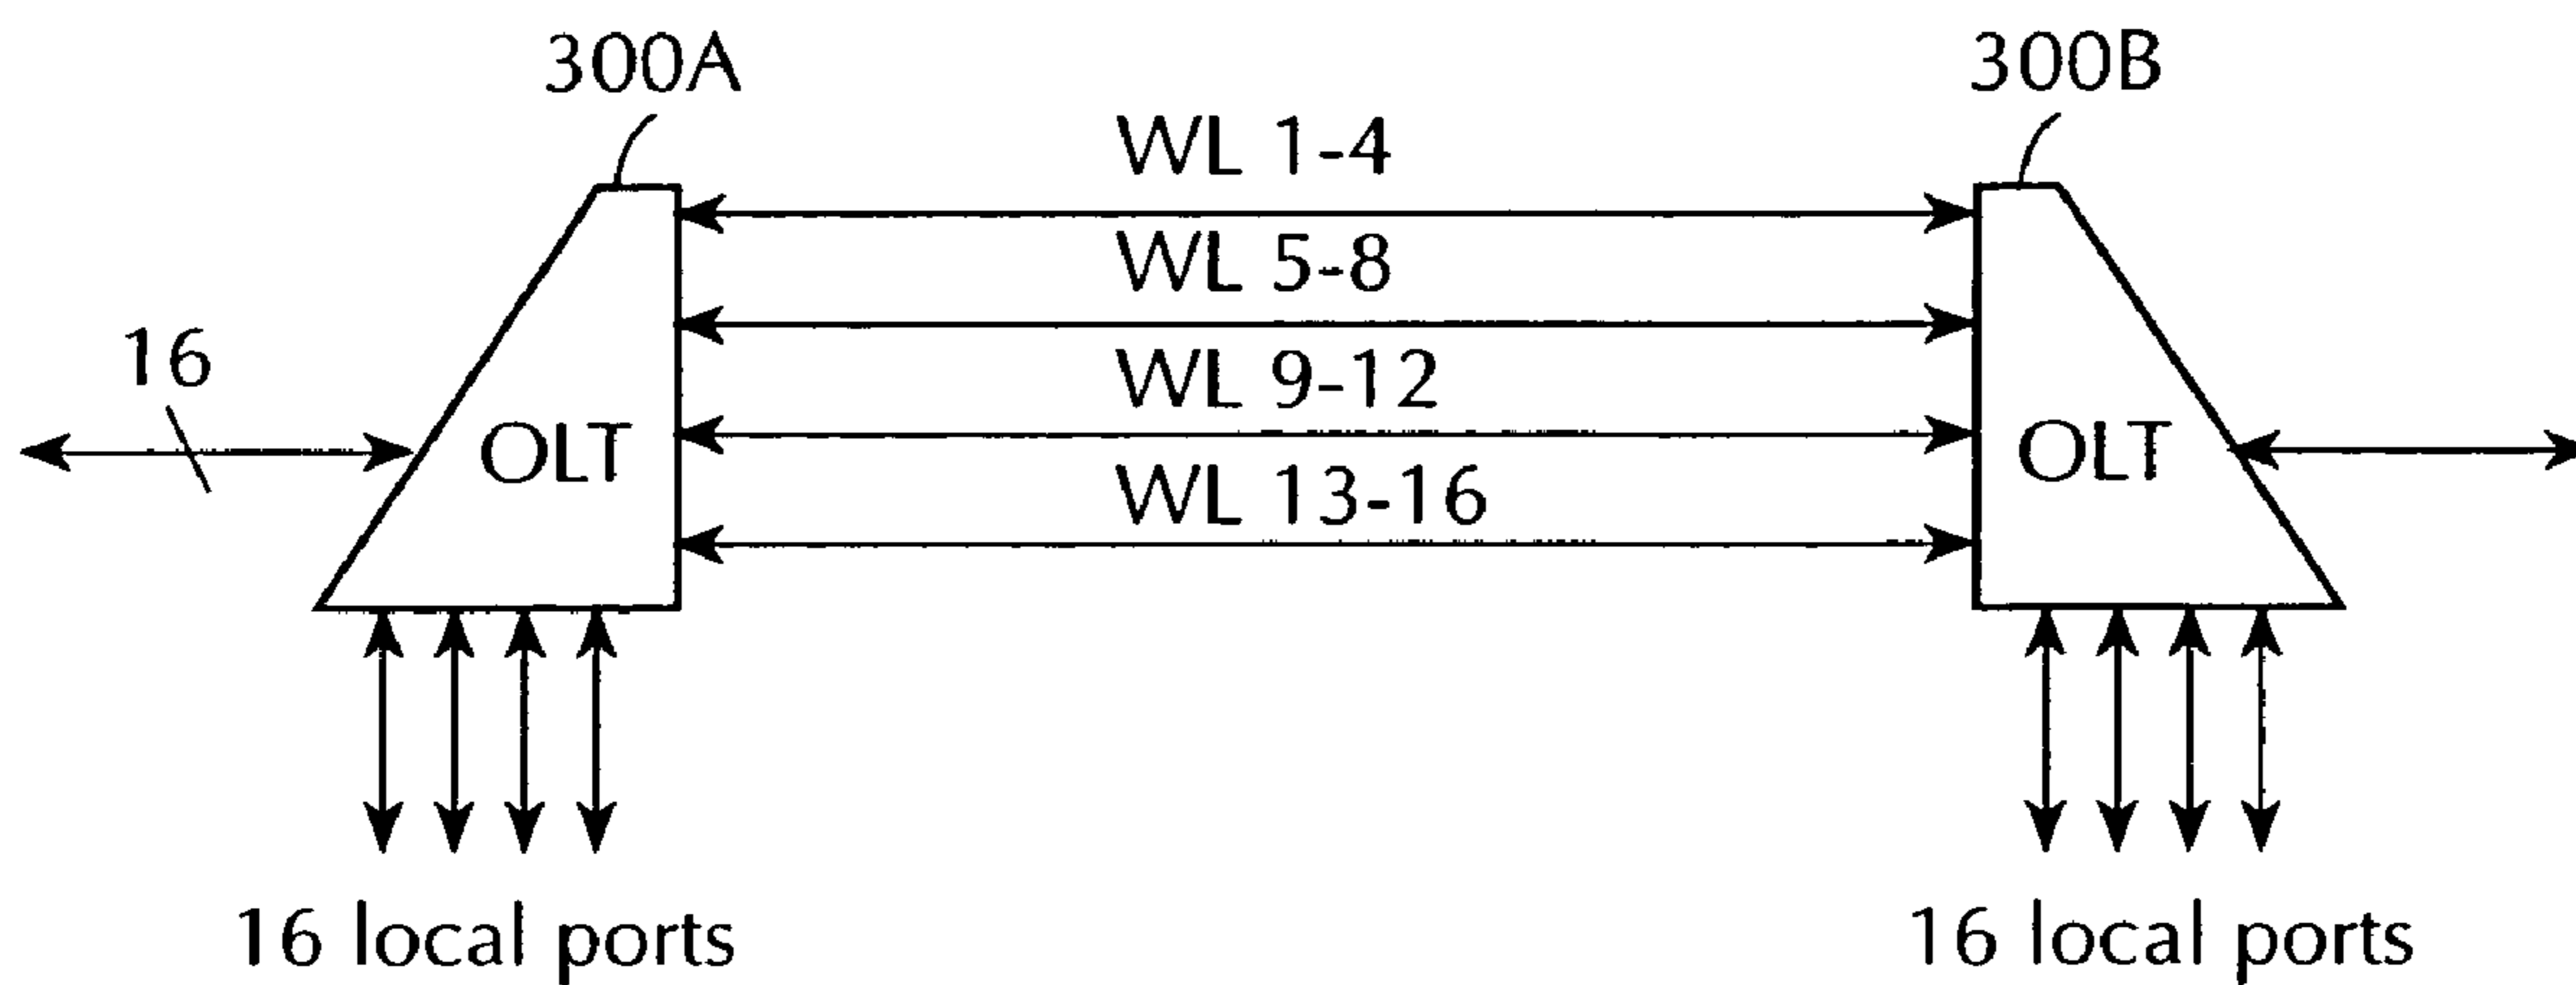 300A
300B
WL 1-4
WL 5-8
16
WL 9-12
OLT
OLT
WL 13-16
16 local ports
16 local ports